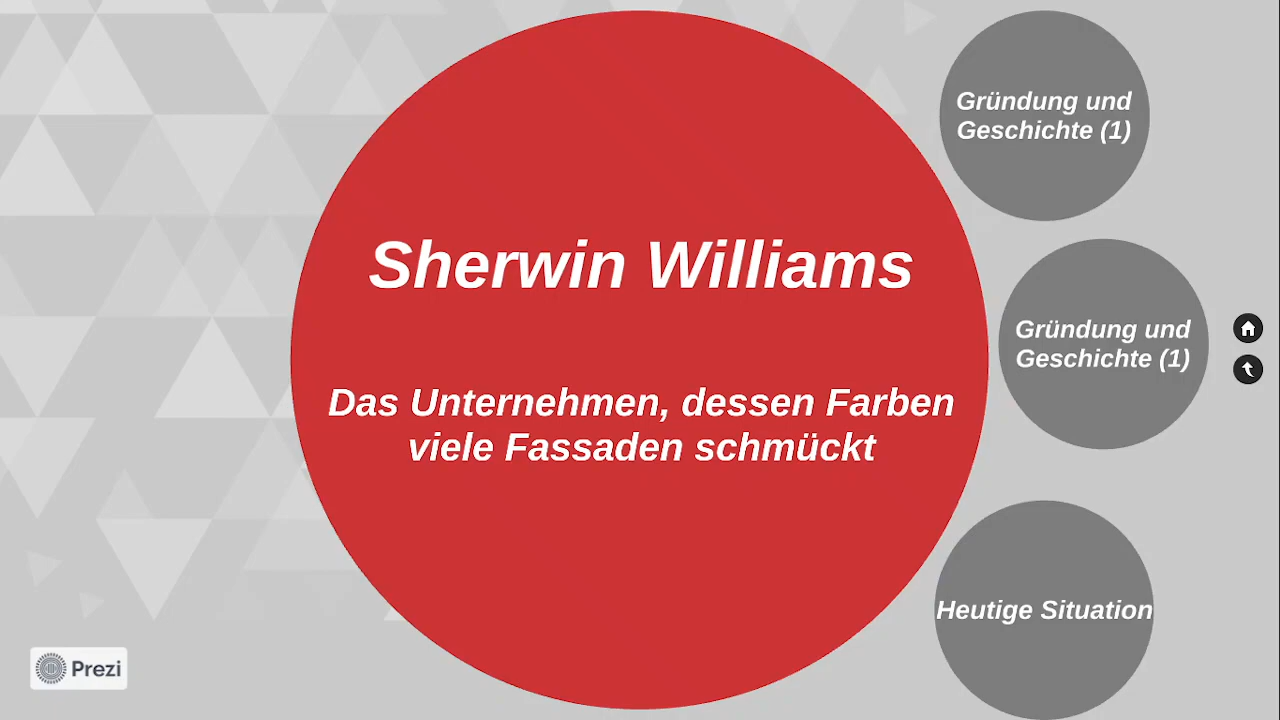 Sherwin Williams
Das Unternehmen, dessen Farben
viele Fassaden schmückt
Gründung und
Geschichte (1)
Gründung und
Geschichte (1)
Heutige Situation
Prezi